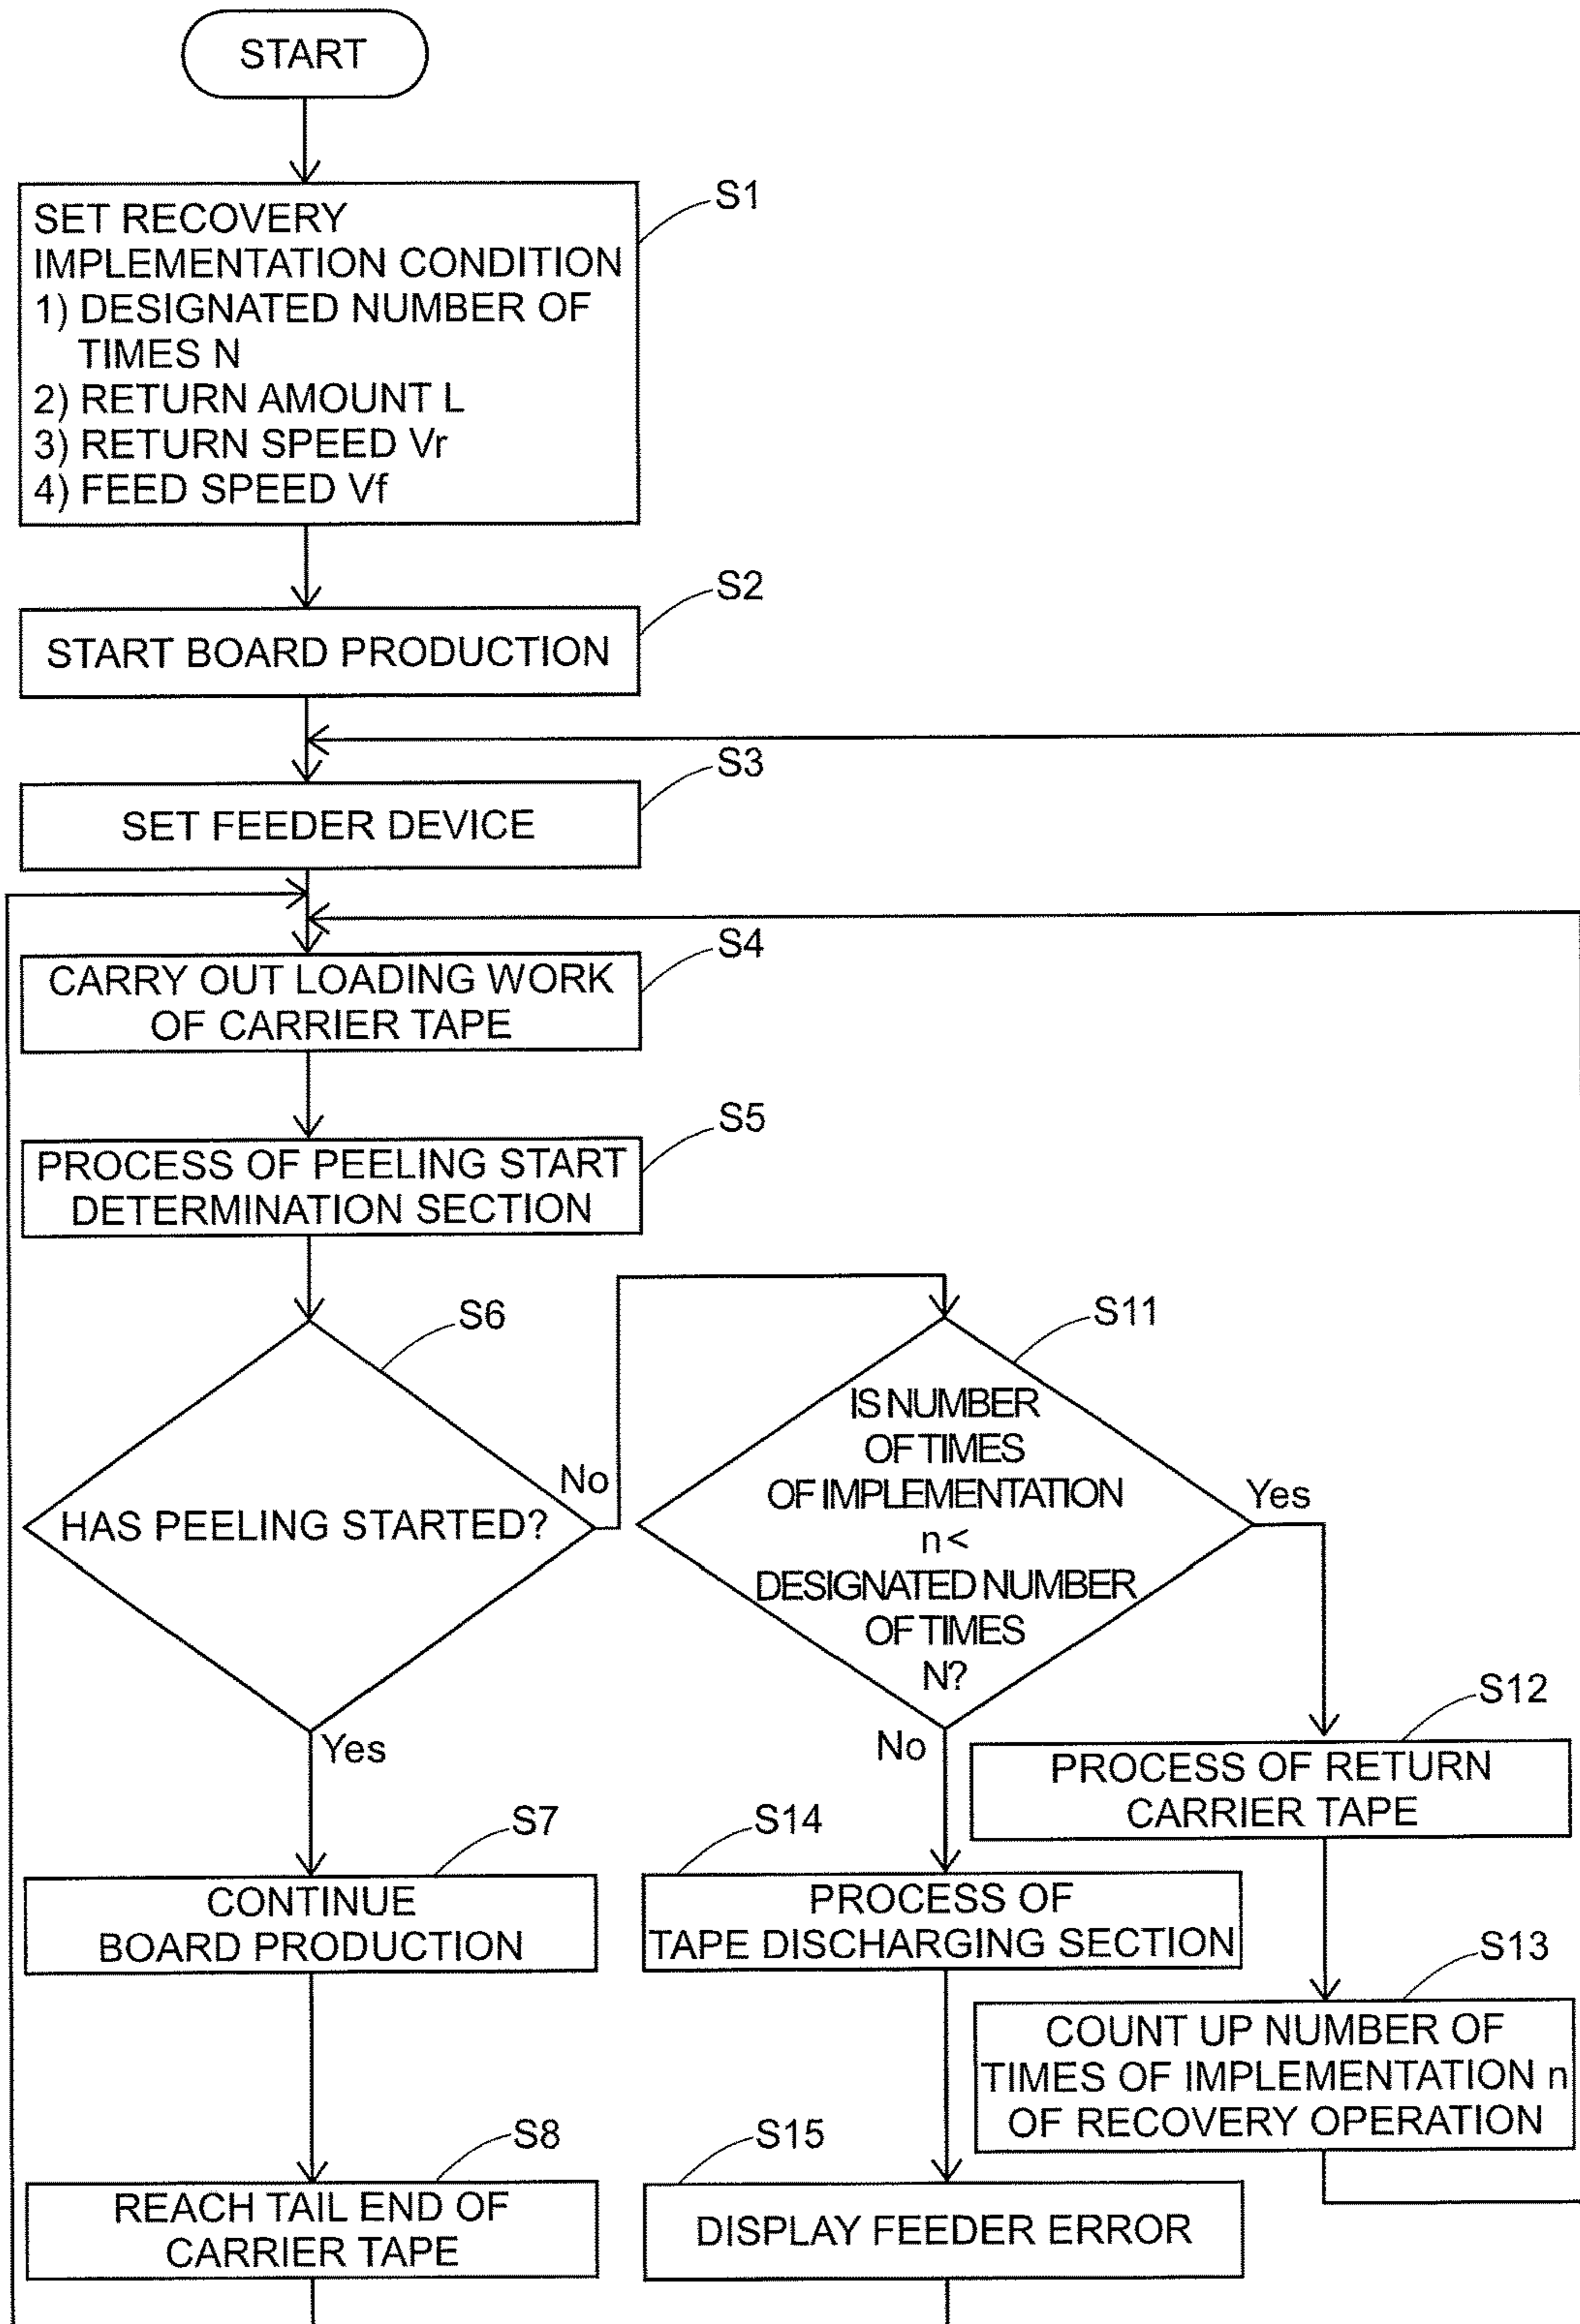 START
S1
SET RECOVERY
IMPLEMENTATION CONDITION
1) DESIGNATED NUMBER OF
TIMES N
2) RETURN AMOUNT L
3) RETURN SPEED Vr
4) FEED SPEED Vf
S2
START BOARD PRODUCTION
S3
SET FEEDER DEVICE
S4
CARRY OUT LOADING WORK
OF CARRIER TAPE
S5
PROCESS OF PEELING START
DETERMINATION SECTION
S6
HAS PEELING STARTED?
No
Yes
S11
IS NUMBER
OF TIMES
OF IMPLEMENTATION
n <
DESIGNATED NUMBER
OF TIMES
N?
Yes
No
S12
PROCESS OF RETURN
CARRIER TAPE
S7
CONTINUE
BOARD PRODUCTION
S14
PROCESS OF
TAPE DISCHARGING SECTION
S13
COUNT UP NUMBER OF
TIMES OF IMPLEMENTATION n
OF RECOVERY OPERATION
S8
REACH TAIL END OF
CARRIER TAPE
S15
DISPLAY FEEDER ERROR